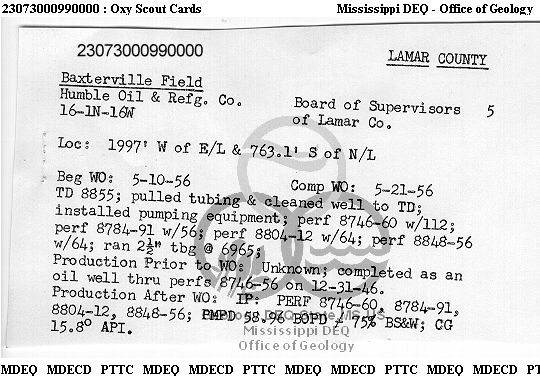 23073000990000 : Oxy Scout Cards Mississippi DEQ - Office of Geology
23073000990000
LAMAR COUNTY
Baxterville Field
Humble Oil & Refg. Co. Board of Supervisors 5
16-1N-16W of Lamar Co.
Loc: 1997' W of E/L & 763.1' S of N/L
Beg WO: 5-10-56 Comp WO: 5-21-56
TD 8855; pulled tubing & cleaned well to TD;
installed pumping equipment; perf 8746-60 w/112;
perf 8784-91 w/56; perf 8804-12 w/64; perf 8848-56
w/64; ran 2½" tbg @ 6965;
Production Prior to WO: Unknown; completed as an
oil well thru perfs 8746-56 on 12-31-46.
Production After WO: IP: PERF 8746-60, 8784-91,
8804-12, 8848-56; PMPD 58.96 BOPD 75% BS&W; CG
15.8° API.
Mississippi DEQ
Office of Geology
MDEQ MDECD PTTC MDEQ MDECD PTTC MDEQ MDECD PTTC MDEQ MDECD PT